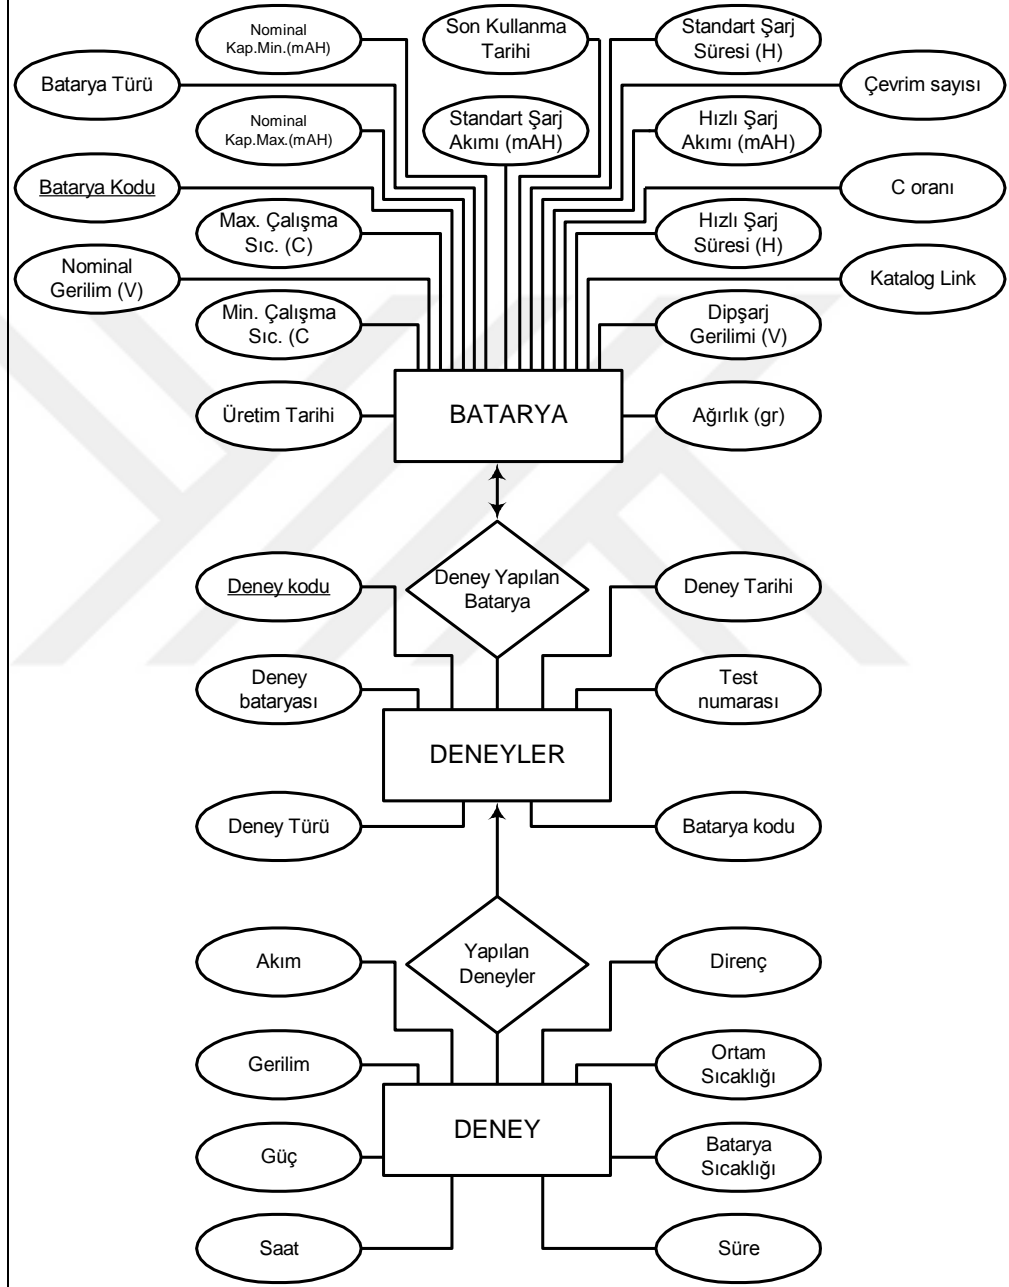 Nominal
Kap.Min.(mAH)
Son Kullanma
Tarihi
Standart Şarj
Süresi (H)
Batarya Türü
Çevrim sayısı
Nominal
Kap.Max.(mAH)
Standart Şarj
Akımı (mAH)
Hızlı Şarj
Akımı (mAH)
Batarya Kodu
C oranı
Max. Çalışma
Sıc. (C)
Hızlı Şarj
Süresi (H)
Nominal
Gerilim (V)
Katalog Link
Min. Çalışma
Sıc. (C
Dipşarj
Gerilimi (V)
Üretim Tarihi
BATARYA
Ağırlık (gr)
Deney kodu
Deney Yapılan
Batarya
Deney Tarihi
Deney
bataryası
Test
numarası
DENEYLER
Deney Türü
Batarya kodu
Akım
Yapılan
Deneyler
Direnç
Gerilim
Ortam
Sıcaklığı
DENEY
Güç
Batarya
Sıcaklığı
Saat
Süre